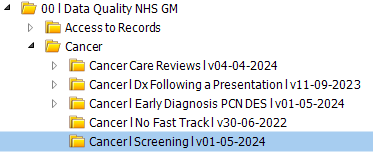 00 l Data Quality NHS GM
Access to Records
Cancer
Cancer Care Reviews l v04-04-2024
Cancer l Dx Following a Presentation l v11-09-2023
Cancer l Early Diagnosis PCN DES l v01-05-2024
Cancer l No Fast Track l v30-06-2022
Cancer l Screening l v01-05-2024